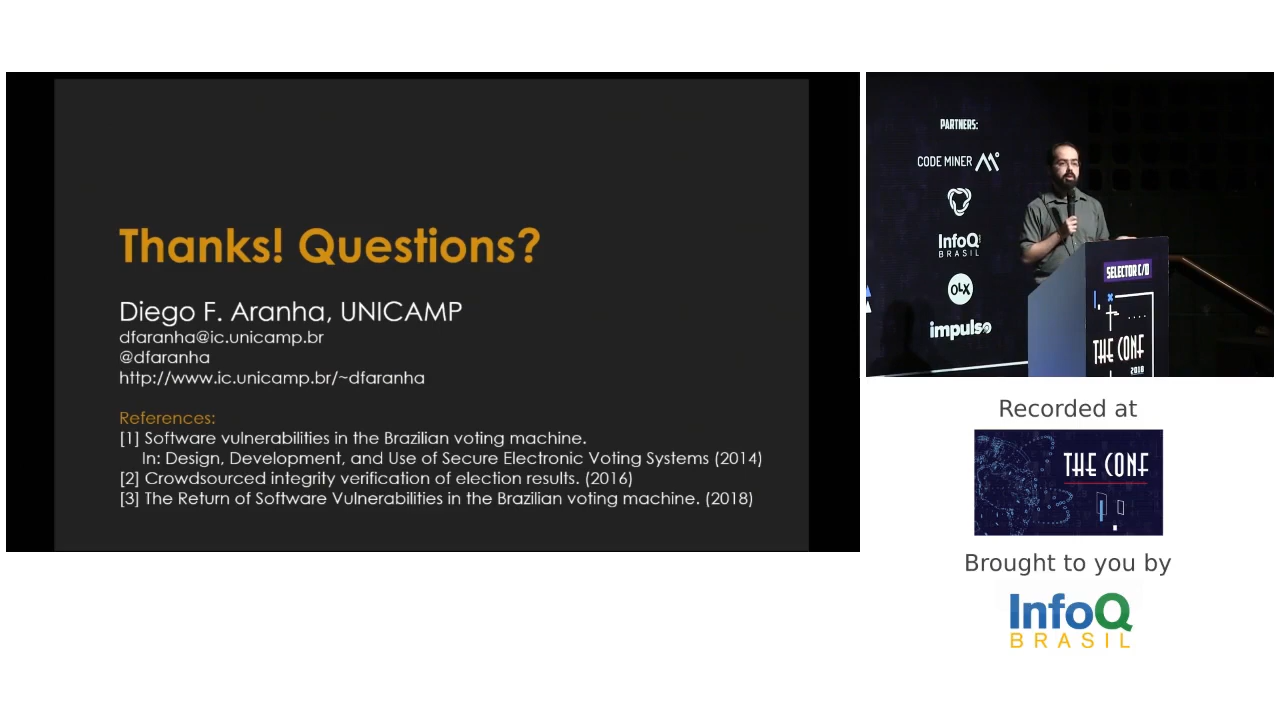 Thanks! Questions?
Diego F. Aranha, UNICAMP
dfaranha@ic.unicamp.br
@dfaranha
http://www.ic.unicamp.br/~dfaranha
References:
[1] Software vulnerabilities in the Brazilian voting machine.
In: Design, Development, and Use of Secure Electronic Voting Systems (2014)
[2] Crowdsourced integrity verification of election results. (2016)
[3] The Return of Software Vulnerabilities in the Brazilian voting machine. (2018)
PARTNERS:
CODE MINER
InfoQ
BRASIL
OLX
impulso
SELECTOR C/D
THE CONF
2018
Recorded at
THE CONF
Brought to you by
InfoQ
BRASIL